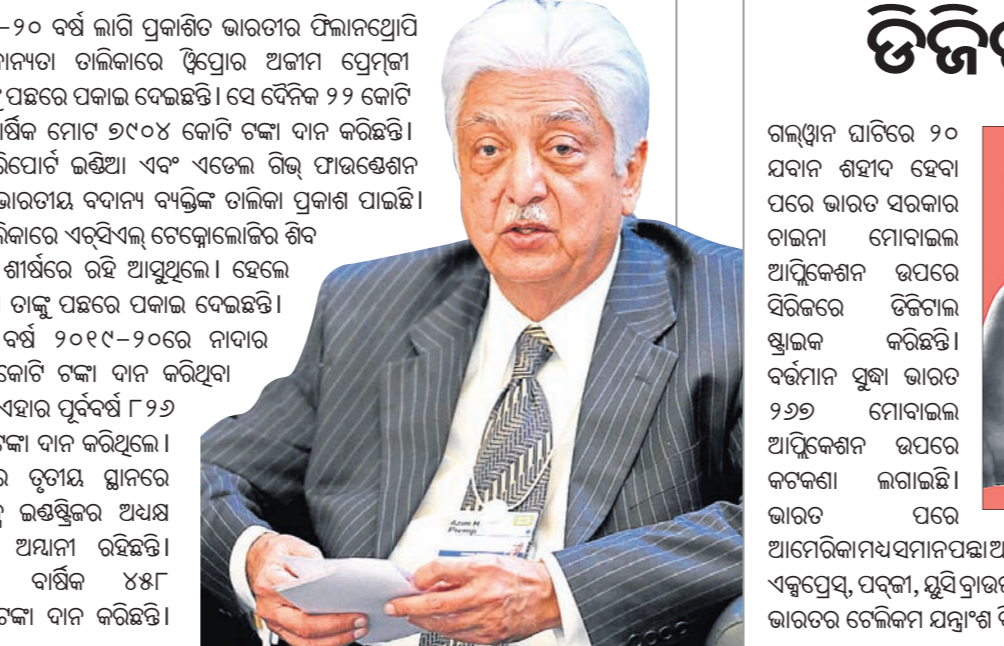 -୨୦ ବର୍ଷ ଲାଗି ପ୍ରକାଶିତ ଭାରତୀର ଫିଲାନଥ୍ରୋପି
ତାଲିକାରେ ୱିପ୍ରୋର ଅଜୀମ ପ୍ରେମ୍‌ଜୀ
ପଛରେ ପକାଇ ଦେଇଛନ୍ତି। ସେ ଦୈନିକ ୨୨ କୋଟି
ମୋଟ ୭୯୦୪ କୋଟି ଟଙ୍କା ଦାନ କରିଛନ୍ତି।
ରିପୋର୍ଟ ଇଣ୍ଡିଆ ଏବଂ ଏଡେଲ ଗିଭ୍ ଫାଉଣ୍ଡେଶନ
ଭାରତୀୟ ବଦାନ୍ୟ ବ୍ୟକ୍ତିଙ୍କ ତାଲିକା ପ୍ରକାଶ ପାଇଛି।
ଏଚ୍‌ସିଏଲ୍ ଟେକ୍ନୋଲୋଜିର ଶିବ
ଶୀର୍ଷରେ ରହି ଆସୁଥିଲେ। ହେଲେ
ତାଙ୍କୁ ପଛରେ ପକାଇ ଦେଇଛନ୍ତି।
ବର୍ଷ ୨୦୧୯-୨୦ରେ ନାଦାର
କୋଟି ଟଙ୍କା ଦାନ କରିଥିବା
ଏହାର ପୂର୍ବବର୍ଷ ୮୨୬
ଟଙ୍କା ଦାନ କରିଥିଲେ।
ତୃତୀୟ ସ୍ଥାନରେ
ଇଣ୍ଡଷ୍ଟ୍ରିଜର ଅଧକ୍ଷ
ଅମ୍ବାନୀ ରହିଛନ୍ତି।
ବାର୍ଷିକ ୪୫୮
ଟଙ୍କା ଦାନ କରିଛନ୍ତି।
Azim H
Premji
ଗଲ୍‌ୱାନ ଘାଟିରେ ୨୦
ଯବାନ ଶହୀଦ ହେବା
ପରେ ଭାରତ ସରକାର
ଚାଇନା ମୋବାଇଲ
ଆପ୍ଲିକେଶନ ଉପରେ
ସିରିଜରେ ଡିଜିଟାଲ
ଷ୍ଟ୍ରାଇକ କରିଛନ୍ତି।
ବର୍ତ୍ତମାନ ସୁଦ୍ଧା ଭାରତ
୨୬୭ ମୋବାଇଲ
ଆପ୍ଲିକେଶନ ଉପରେ
କଟକଣା ଲଗାଇଛି।
ଭାରତ ପରେ
ଆମେରିକା ମଧ୍ୟ ସମାନ ପନ୍ଥା
ଏକ୍ସପ୍ରେସ୍, ପବ୍‌ଜୀ, ୟୁସି
ଭାରତର ଟେଲିକମ ଯନ୍ତ୍ରାଂଶ